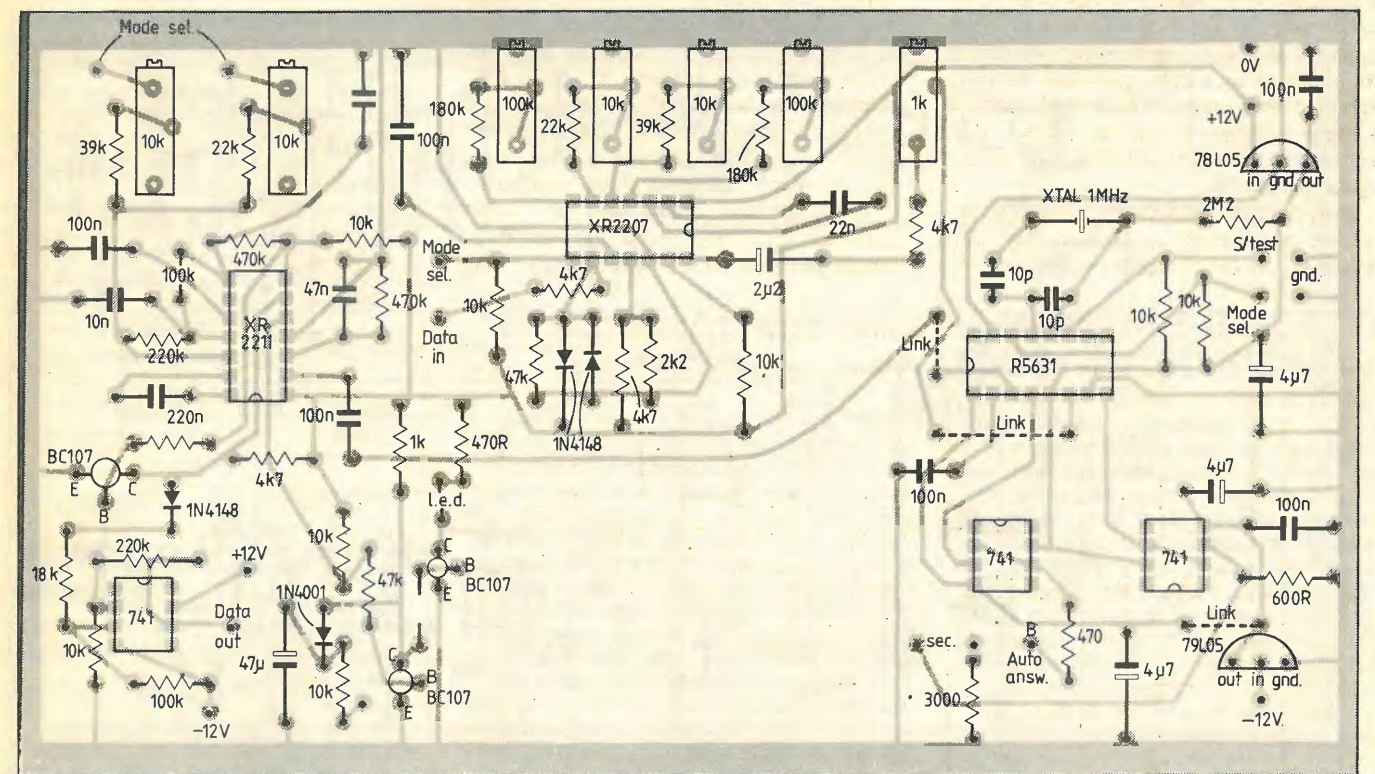 Mode sel.
0V
100n
+12V
39k
10k
22k
10k
100n
180k
100k
22k
10k
39k
10k
180k
100k
1k
78L05
in gnd out
XTAL 1MHz
2M2
S/test
gnd.
100n
470k
10k
Mode
sel.
XR2207
22n
4k7
100k
47n
470k
10k
4k7
2µ2
10p
10p
10k
10k
Mode
sel.
10n
XR
2211
Data
in
220k
47k
2k2
10k
Link
R5631
4µ7
220n
100n
1k
470R
1N4148
4k7
Link
BC107
E
C
B
4k7
l.e.d.
100n
4µ7
100n
1N4148
10k
220k
+12V
18k
741
1N4001
47k
C
B
BC107
E
741
741
600R
Data
out
10k
47µ
10k
100k
-12V
C
B
BC107
E
sec.
3000
B
Auto
answ.
470
4µ7
Link
79L05
out in gnd.
-12V